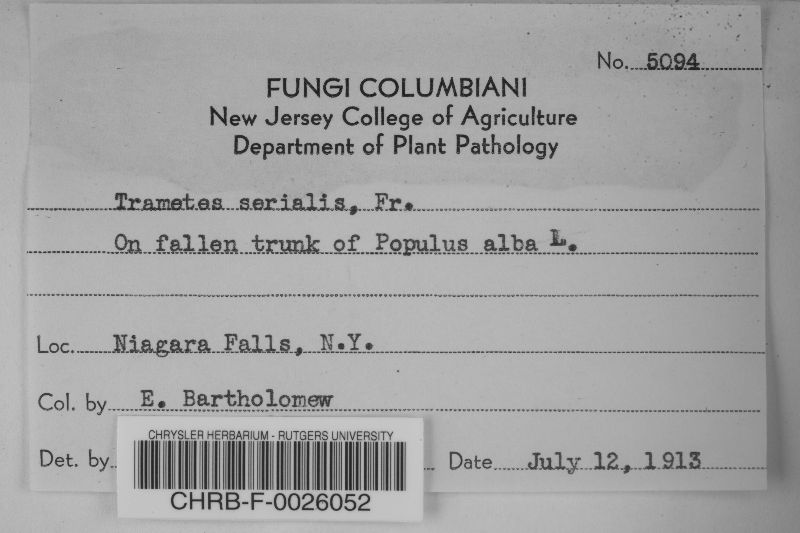 No. 5094
FUNGI COLUMBIANI
New Jersey College of Agriculture
Department of Plant Pathology
Trametes serialis, Fr.
On fallen trunk of Populus alba L.
Loc. Niagara Falls, N.Y.
Col. by E. Bartholomew
Det. by Date July 12, 1913
CHRYSLER HERBARIUM - RUTGERS UNIVERSITY
CHRB-F-0026052